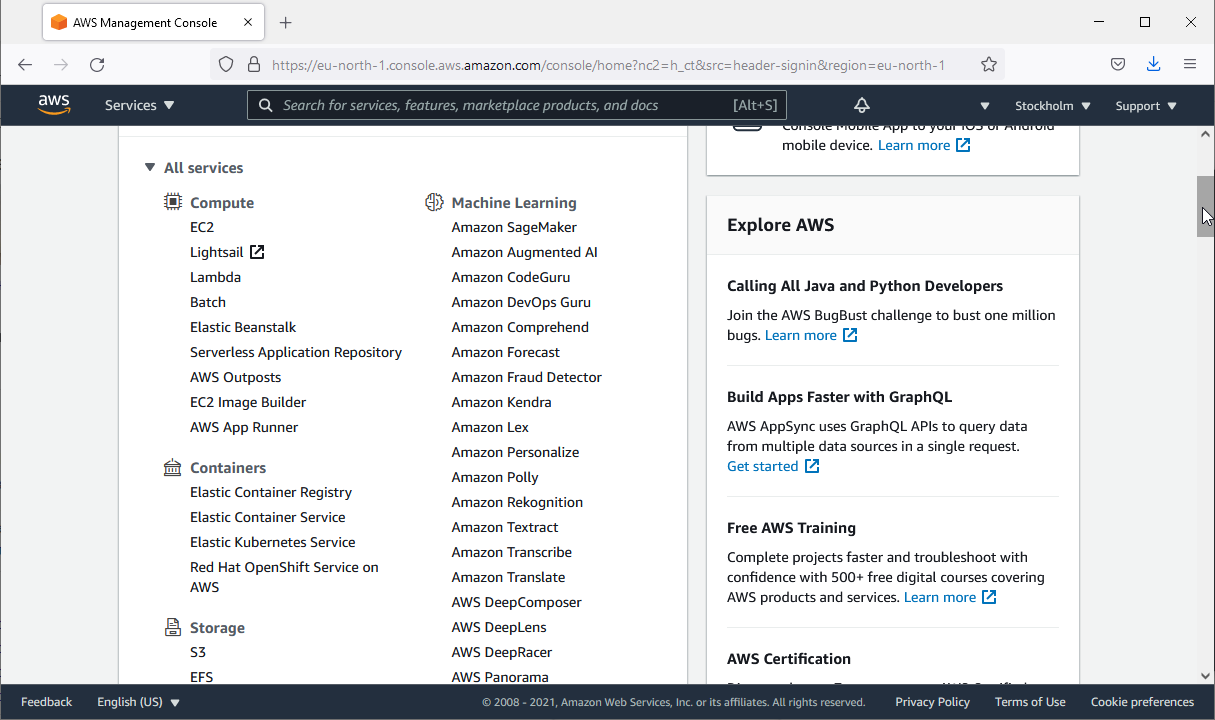 AWS Management Console
https://eu-north-1.console.aws.amazon.com/console/home?nc2=h_ct&src=header-signin&region=eu-north-1
aws
Services
Search for services, features, marketplace products, and docs
[Alt+S]
Stockholm
Support
All services
Compute
EC2
Lightsail
Lambda
Batch
Elastic Beanstalk
Serverless Application Repository
AWS Outposts
EC2 Image Builder
AWS App Runner
Containers
Elastic Container Registry
Elastic Container Service
Elastic Kubernetes Service
Red Hat OpenShift Service on
AWS
Storage
S3
EFS
Machine Learning
Amazon SageMaker
Amazon Augmented AI
Amazon CodeGuru
Amazon DevOps Guru
Amazon Comprehend
Amazon Forecast
Amazon Fraud Detector
Amazon Kendra
Amazon Lex
Amazon Personalize
Amazon Polly
Amazon Rekognition
Amazon Textract
Amazon Transcribe
Amazon Translate
AWS DeepComposer
AWS DeepLens
AWS DeepRacer
AWS Panorama
Console Mobile App to your iOS or Android
mobile device. Learn more
Explore AWS
Calling All Java and Python Developers
Join the AWS BugBust challenge to bust one million
bugs. Learn more
Build Apps Faster with GraphQL
AWS AppSync uses GraphQL APIs to query data
from multiple data sources in a single request.
Get started
Free AWS Training
Complete projects faster and troubleshoot with
confidence with 500+ free digital courses covering
AWS products and services. Learn more
AWS Certification
Feedback
English (US)
© 2008 - 2021, Amazon Web Services, Inc. or its affiliates. All rights reserved.
Privacy Policy
Terms of Use
Cookie preferences